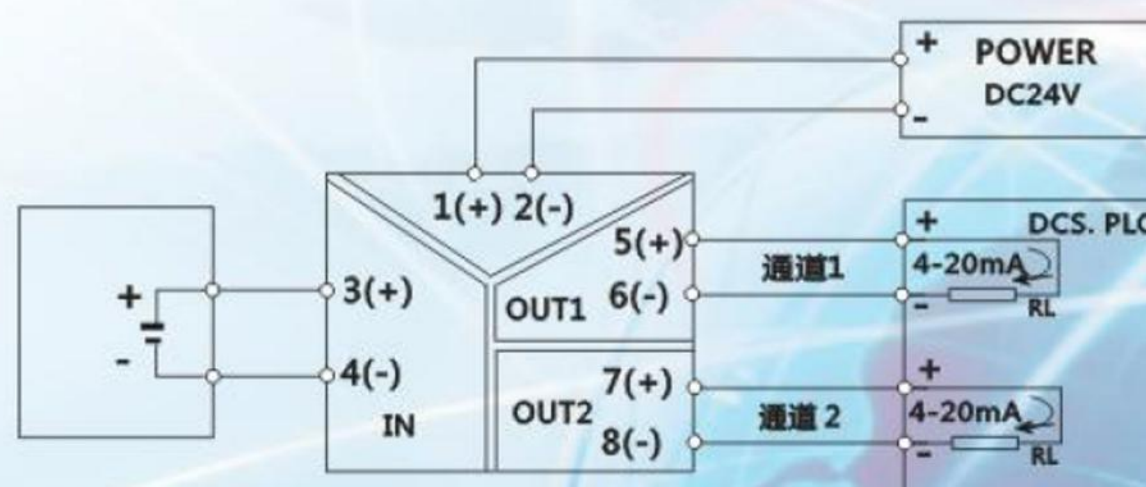 + POWER
DC24V
-
1(+) 2(-)
5(+)
通道1
+ DCS. PLC
4-20mA
6(-)
- RL
OUT1
+
3(+)
-
4(-)
IN
7(+)
OUT2
通道 2
8(-)
+
4-20mA
- RL